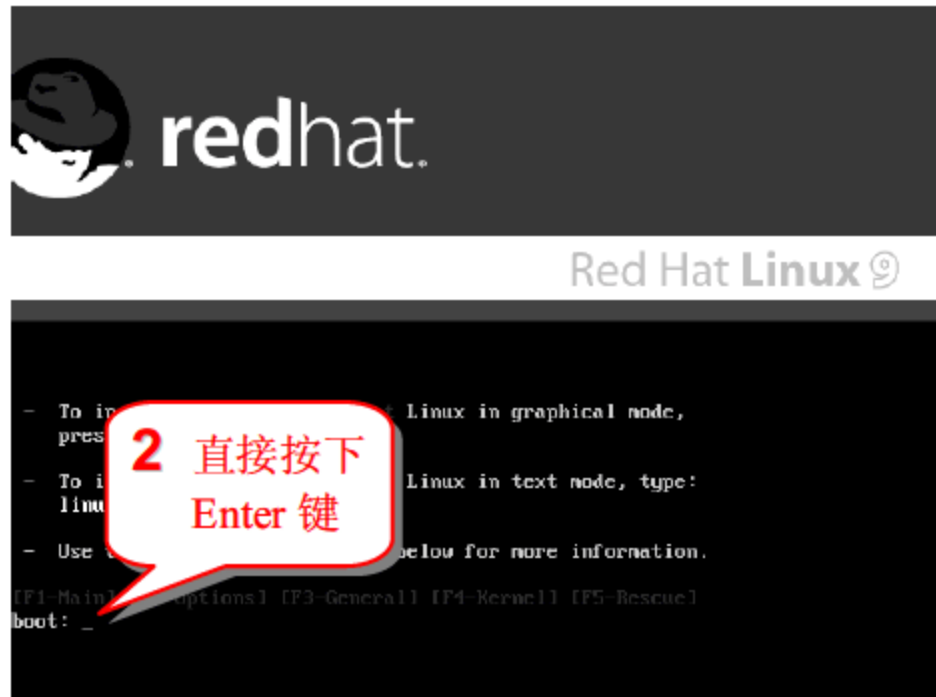 redhat.
Red Hat Linux 9
- To in Linux in graphical mode,
pres
- To i Linux in text mode, type:
linu
- Use below for more information.
[F1-Main] ptions] [F3-General] [F4-Kernel] [F5-Rescue]
boot: _
2 直接按下
Enter 键